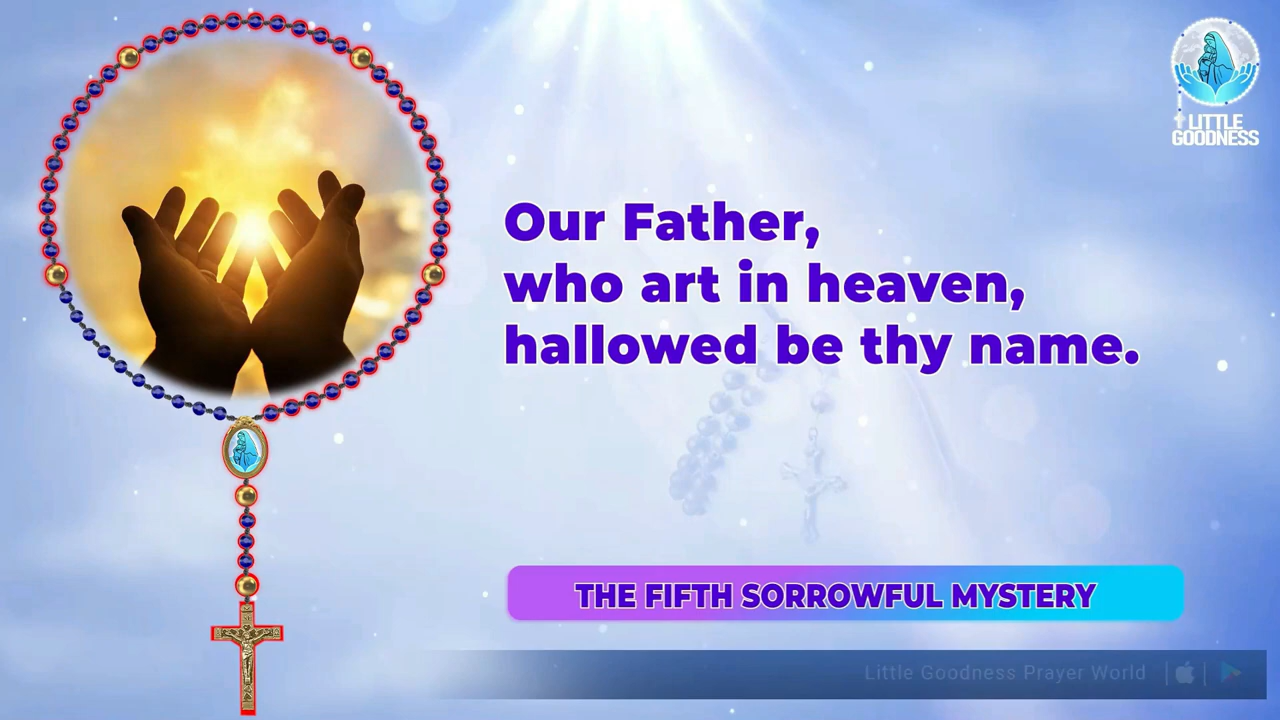 LITTLE
GOODNESS
Our Father,
who art in heaven,
hallowed be thy name.
THE FIFTH SORROWFUL MYSTERY
Little Goodness Prayer World